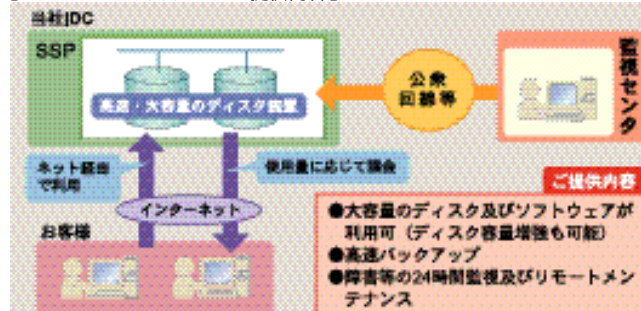 当社IDC
SSP
高速・大容量のディスク装置
公衆
回線等
監視センタ
ネット経由
で利用
使用量に応じて課金
インターネット
お客様
ご提供内容
●大容量のディスク及びソフトウェアが
利用可（ディスク容量増強も可能）
●高速バックアップ
●障害等の24時間監視及びリモートメン
テナンス